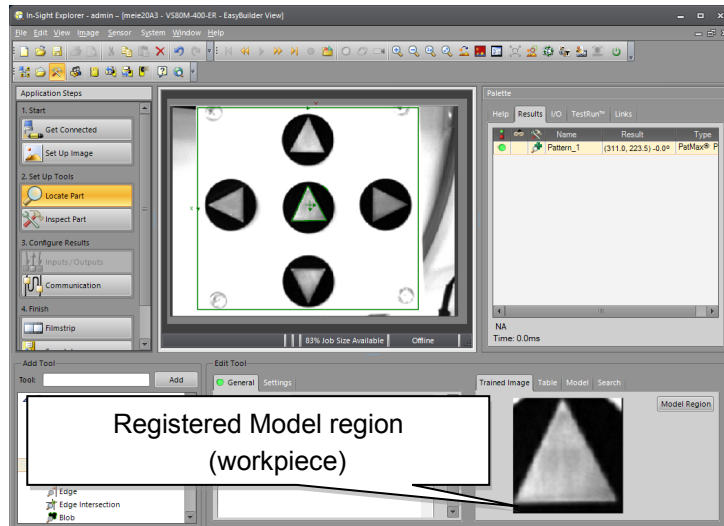 In-Sight Explorer - admin - [meie20A3 - VS80M-400-ER - EasyBuilder View]
File Edit View Image Sensor System Window Help
Application Steps
1. Start
Get Connected
Set Up Image
2. Set Up Tools
Locate Part
Inspect Part
3. Configure Results
Inputs / Outputs
Communication
4. Finish
Filmstrip
83% Job Size Available Offline
Palette
Help Results I/O TestRun™ Links
Name Result Type
Pattern_1 (311.0, 223.5) -0.0° PatMax® P
NA
Time: 0.0ms
Add Tool
Tool: Add
Edge
Edge Intersection
Blob
Edit Tool
General Settings
Trained Image Table Model Search
Model Region
Registered Model region
(workpiece)